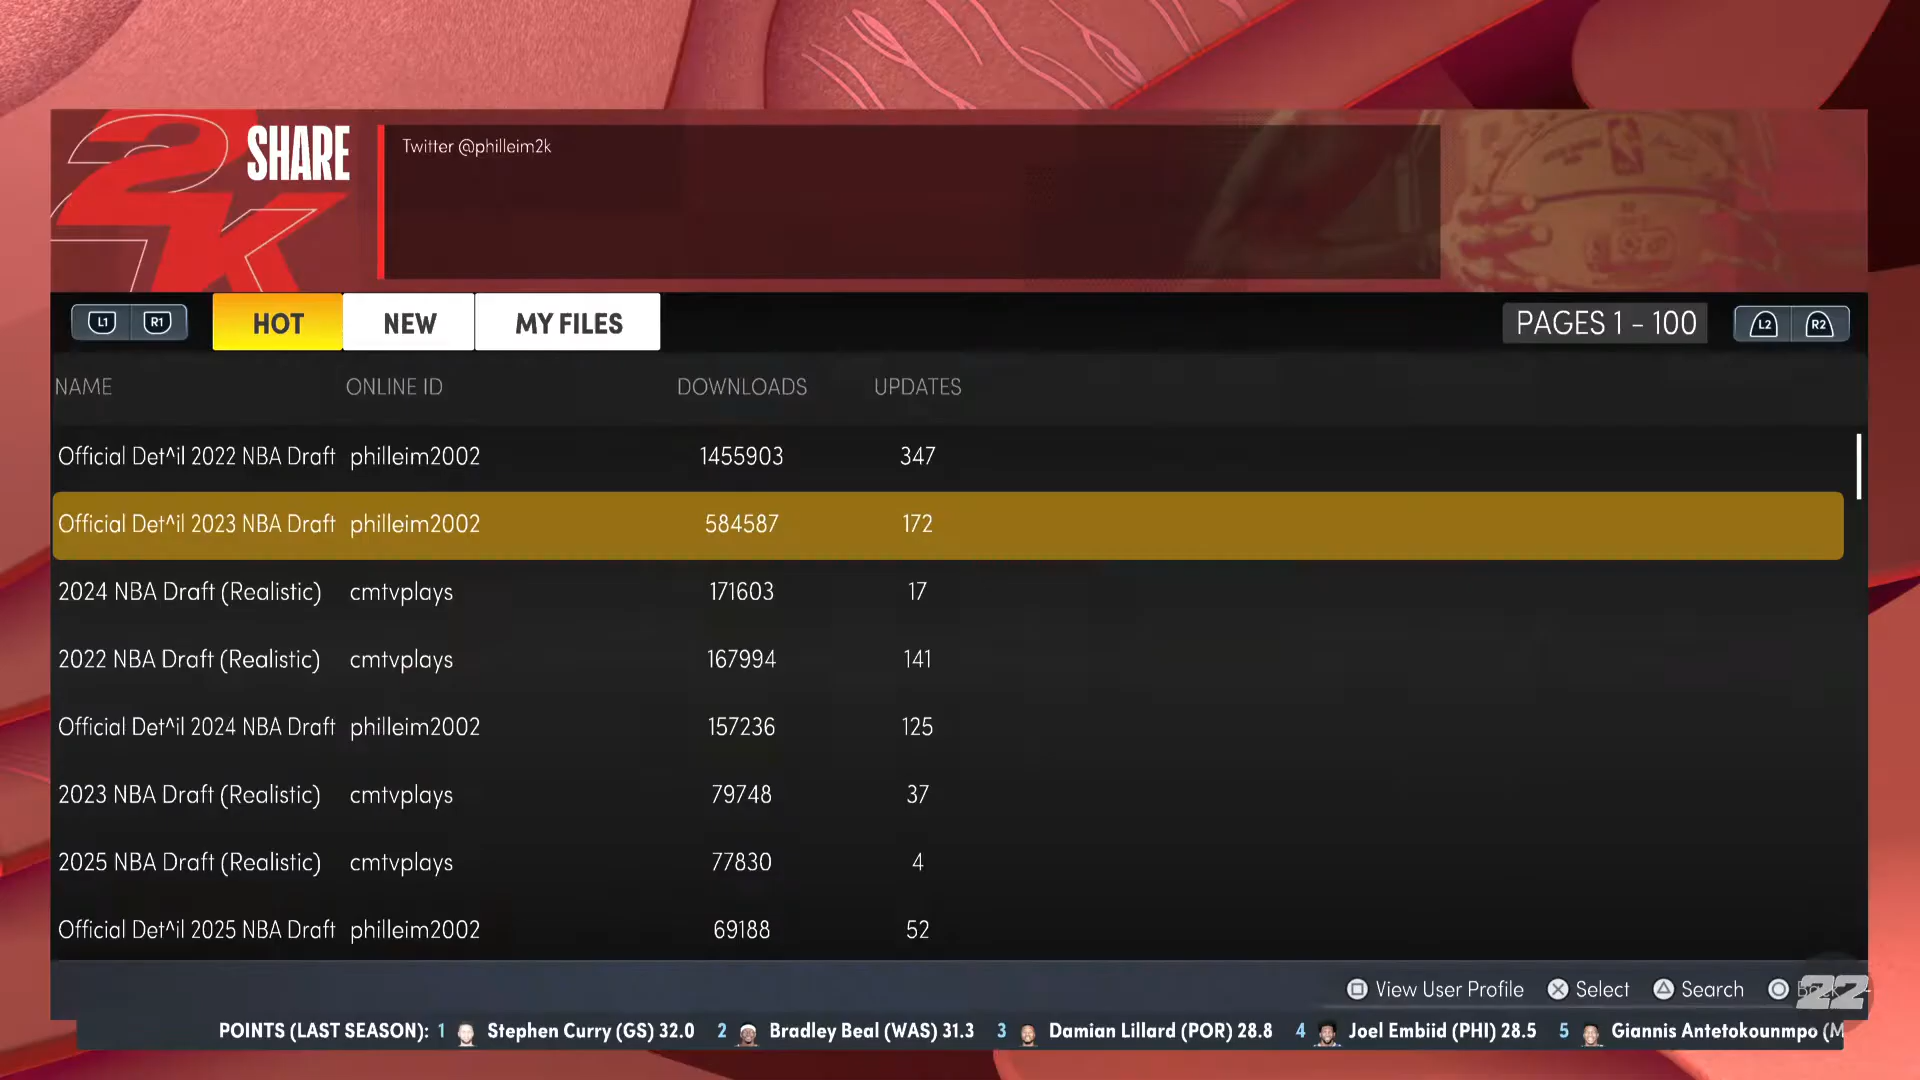 2K
SHARE
Twitter @philleim2k
L1 R1 HOT NEW MY FILES PAGES 1 - 100 L2 R2
NAME ONLINE ID DOWNLOADS UPDATES
Official Det^il 2022 NBA Draft philleim2002 1455903 347
Official Det^il 2023 NBA Draft philleim2002 584587 172
2024 NBA Draft (Realistic) cmtvplays 171603 17
2022 NBA Draft (Realistic) cmtvplays 167994 141
Official Det^il 2024 NBA Draft philleim2002 157236 125
2023 NBA Draft (Realistic) cmtvplays 79748 37
2025 NBA Draft (Realistic) cmtvplays 77830 4
Official Det^il 2025 NBA Draft philleim2002 69188 52
View User Profile Select Search 22
POINTS (LAST SEASON): 1 Stephen Curry (GS) 32.0 2 Bradley Beal (WAS) 31.3 3 Damian Lillard (POR) 28.8 4 Joel Embiid (PHI) 28.5 5 Giannis Antetokounmpo (M